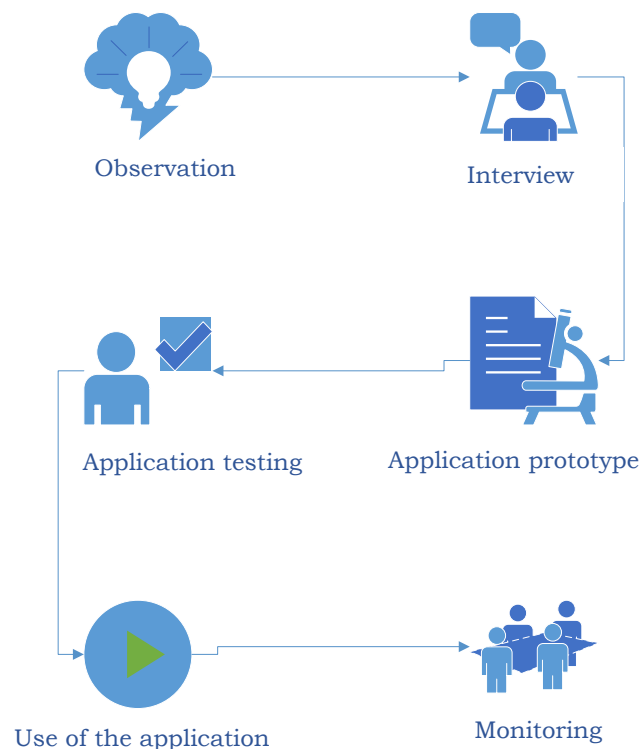 Observation
Interview
Application testing
Application prototype
Use of the application
Monitoring